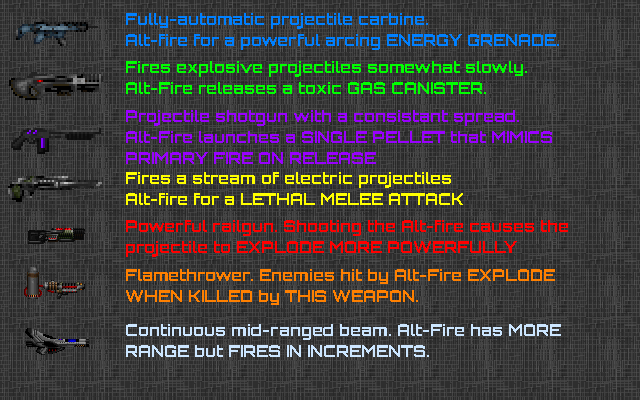 Fully-automatic projectile carbine.
Alt-fire for a powerful arcing ENERGY GRENADE.
Fires explosive projectiles somewhat slowly.
Alt-Fire releases a toxic GAS CANISTER.
Projectile shotgun with a consistant spread.
Alt-Fire launches a SINGLE PELLET that MIMICS
PRIMARY FIRE ON RELEASE
Fires a stream of electric projectiles
Alt-fire for a LETHAL MELEE ATTACK
Powerful railgun. Shooting the Alt-fire causes the
projectile to EXPLODE MORE POWERFULLY
Flamethrower. Enemies hit by Alt-Fire EXPLODE
WHEN KILLED by THIS WEAPON.
Continuous mid-ranged beam. Alt-Fire has MORE
RANGE but FIRES IN INCREMENTS.